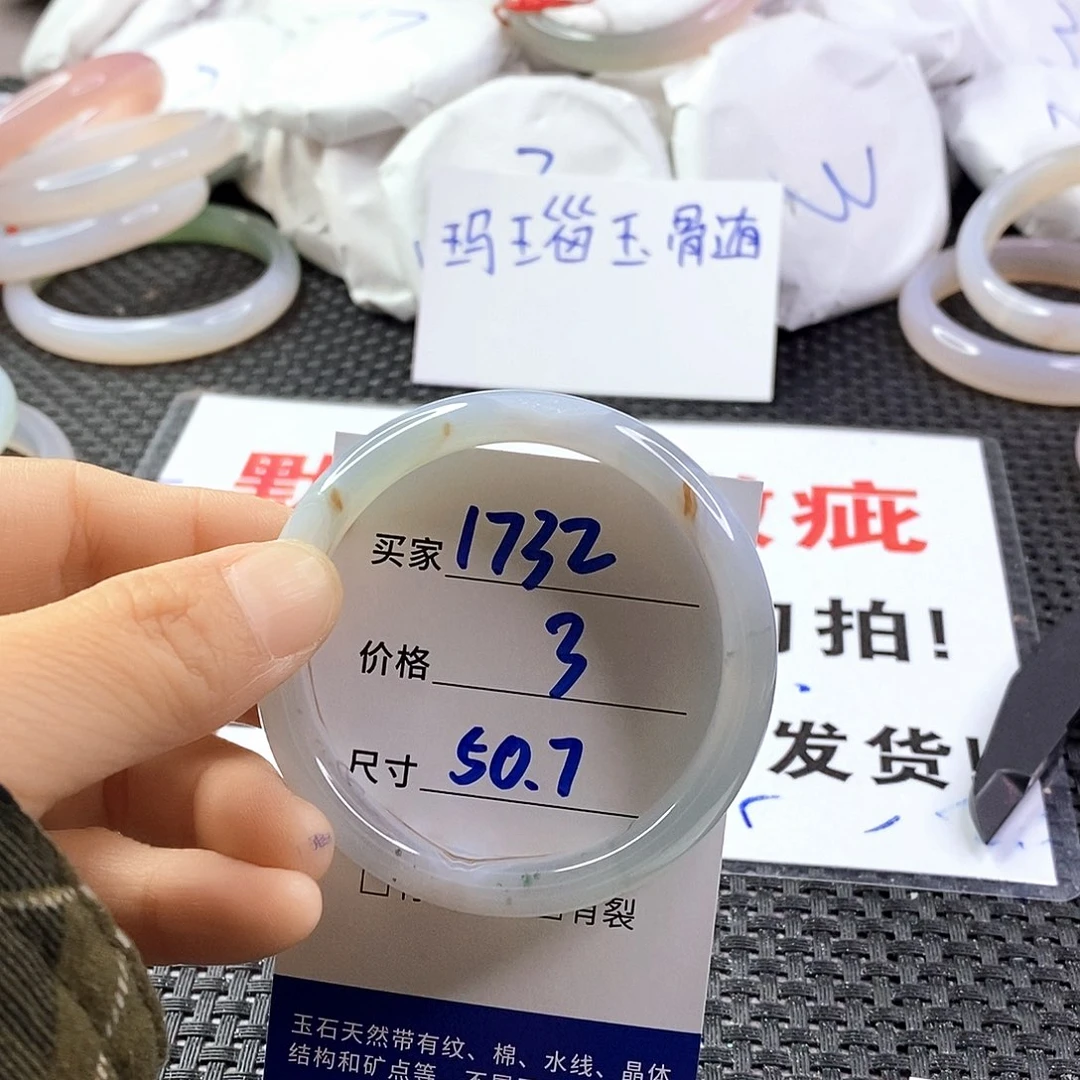 玛瑙玉骨髓
疵
拍!
发货!
买家 1732
价格 3
尺寸 50.7
有裂
玉石天然带有纹、棉、水线、晶体
结构和矿点等